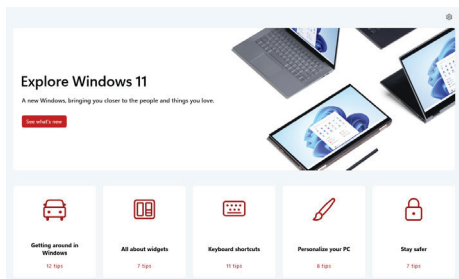 Explore Windows 11
A new Windows, bringing you closer to the people and things you love.
See what's new
Getting around in
Windows
12 tips
All about widgets
7 tips
Keyboard shortcuts
11 tips
Personalize your PC
8 tips
Stay safer
7 tips